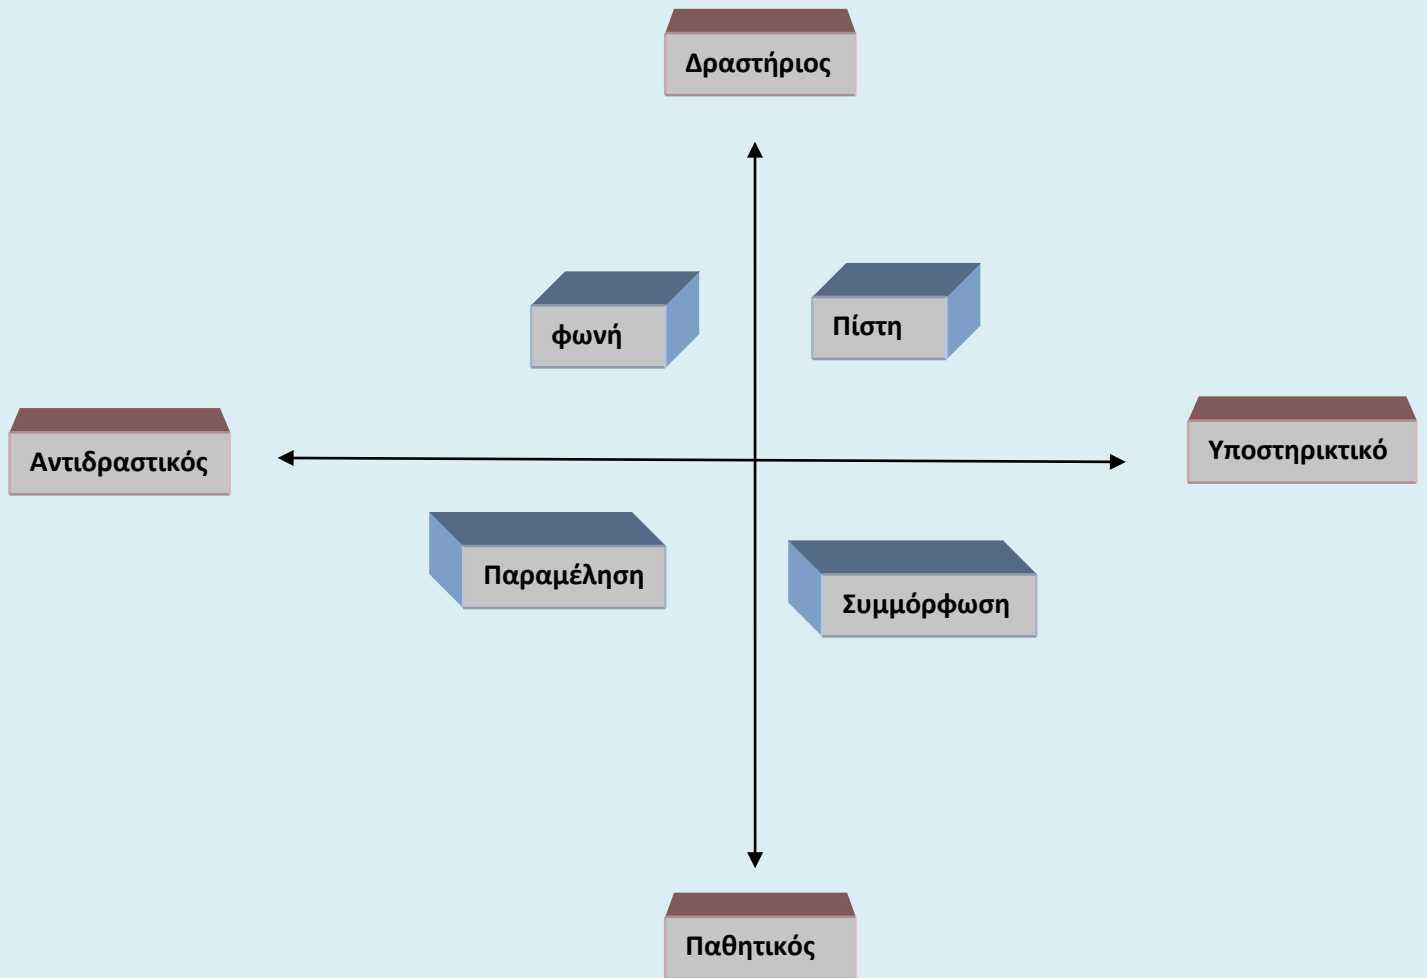 Δραστήριος
φωνή
Πίστη
Αντιδραστικός
Υποστηρικτικό
Παραμέληση
Συμμόρφωση
Παθητικός